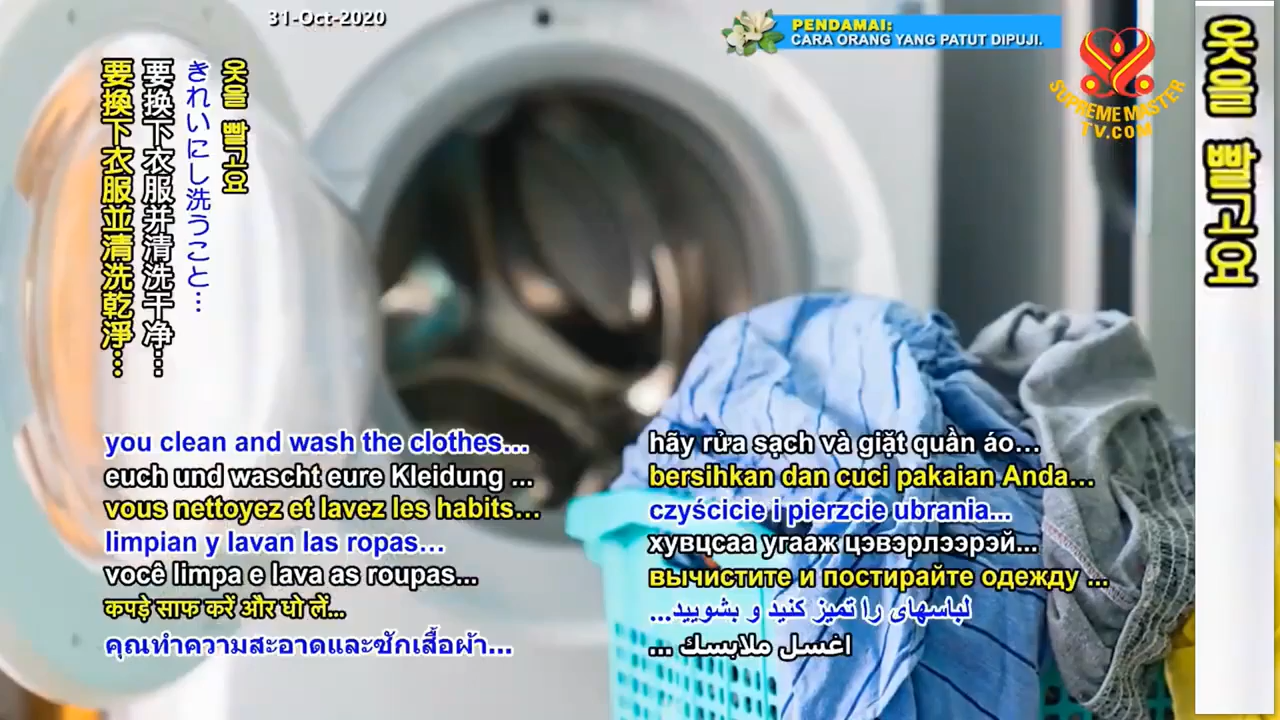 31-Oct-2020
PENDAMAI:
CARA ORANG YANG PATUT DIPUJI.
SUPREME MASTER
TV.COM
옷을 빨고요
옷을 빨고요
きれいにし洗うこと…
要换下衣服并清洗干净…
要換下衣服並清洗乾淨…
you clean and wash the clothes…
euch und wascht eure Kleidung ...
vous nettoyez et lavez les habits…
limpian y lavan las ropas…
você limpa e lava as roupas...
कपड़े साफ करें और धो लें...
คุณทำความสะอาดและซักเสื้อผ้า...
hãy rửa sạch và giặt quần áo…
bersihkan dan cuci pakaian Anda…
czyścicie i pierzcie ubrania...
хувцсаа угааж цэвэрлээрэй...
вычистите и постирайте одежду ...
لباسهای را تمیز کنید و بشویید...
اغسل ملابسك ...